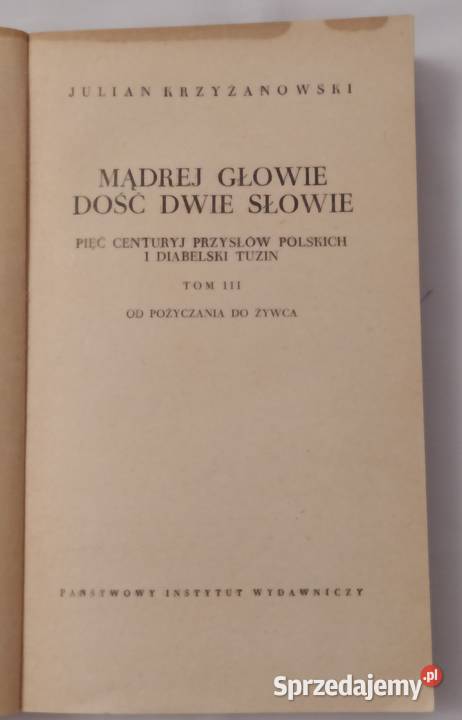 JULIAN KRZYŻANOWSKI
MĄDREJ GŁOWIE
DOŚĆ DWIE SŁOWIE
PIĘĆ CENTURYJ PRZYSŁÓW POLSKICH
I DIABELSKI TUZIN
TOM III
OD POŻYCZANIA DO ŻYWCA
PAŃSTWOWY INSTYTUT WYDAWNICZY
Sprzedajemy.pl